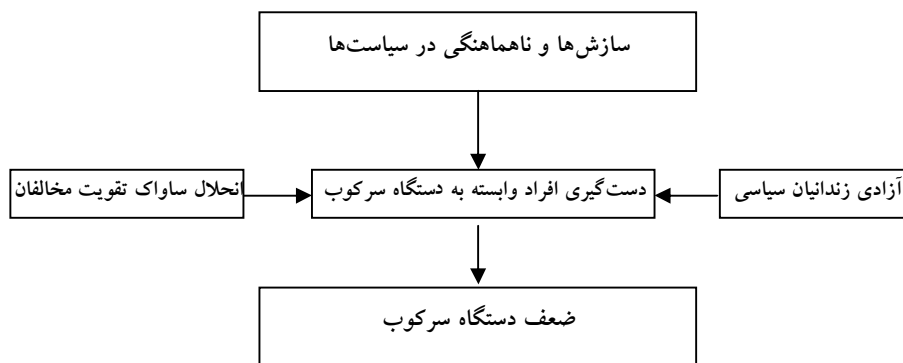 سازش‌ها و ناهماهنگی در سیاست‌ها
آزادی زندانیان سیاسی
دست‌گیری افراد وابسته به دستگاه سرکوب
انحلال ساواک تقویت مخالفان
ضعف دستگاه سرکوب